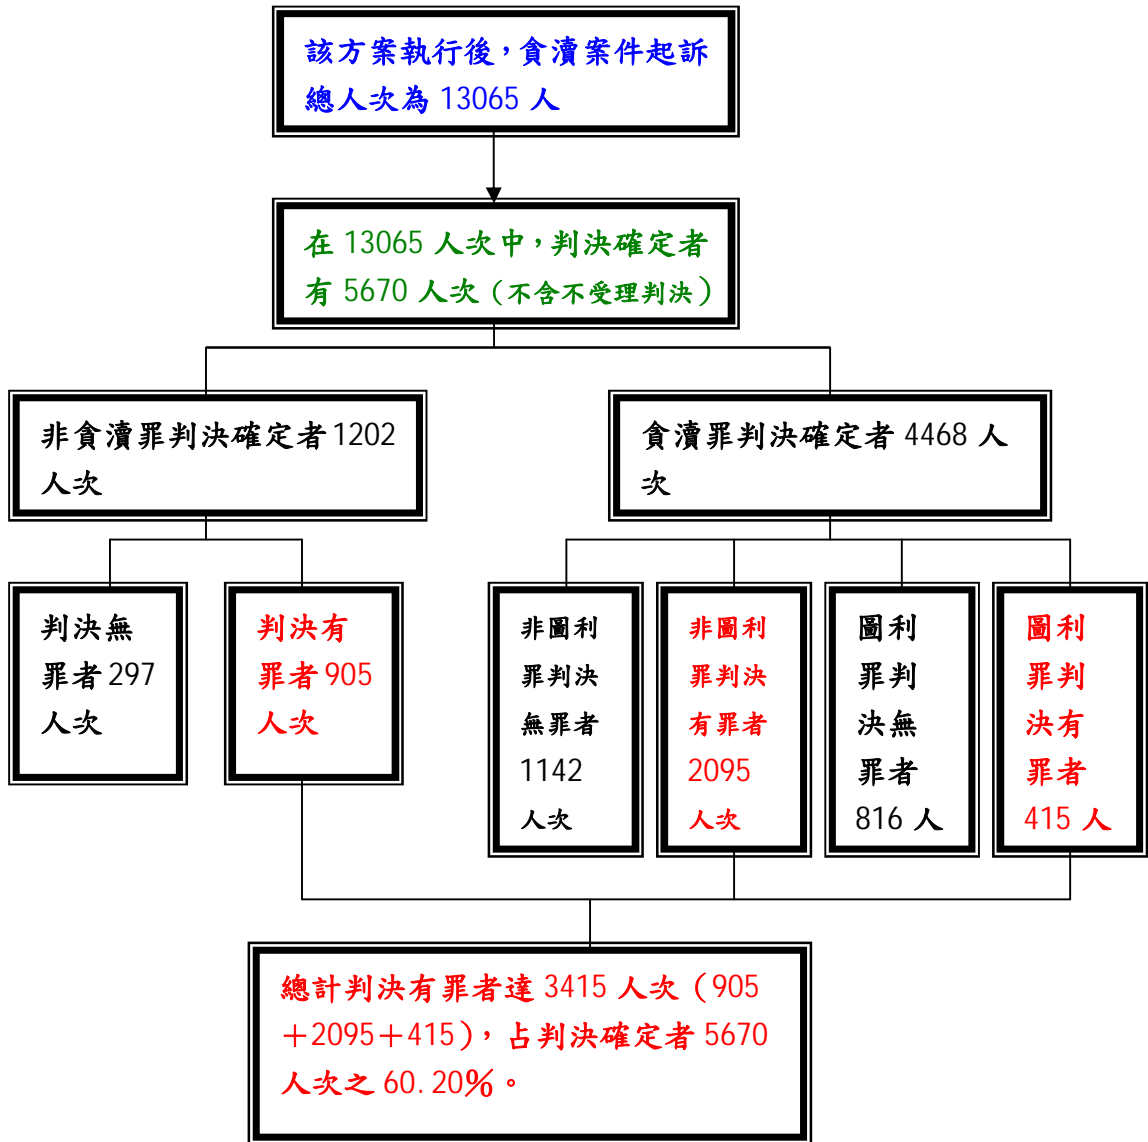 該方案執行後，貪瀆案件起訴
總人次為 13065 人
在 13065 人次中，判決確定者
有 5670 人次（不含不受理判決）
非貪瀆罪判決確定者 1202
人次
貪瀆罪判決確定者 4468 人
次
判決無
罪者 297
人次
判決有
罪者 905
人次
非圖利
罪判決
無罪者
1142
人次
非圖利
罪判決
有罪者
2095
人次
圖利
罪判
決無
罪者
816 人
圖利
罪判
決有
罪者
415 人
總計判決有罪者達 3415 人次（905
＋2095＋415），占判決確定者 5670
人次之 60.20%。